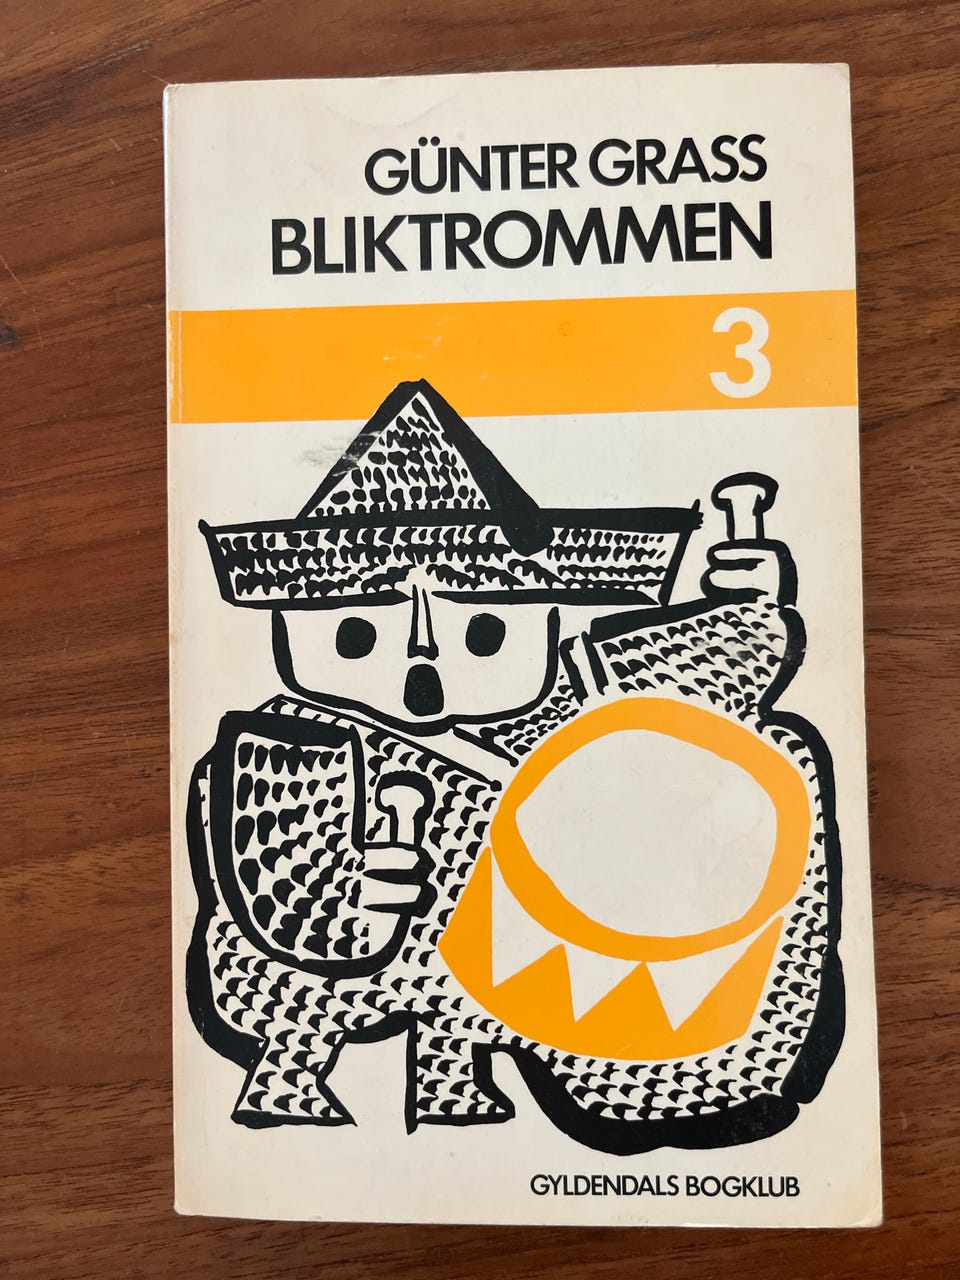 GÜNTER GRASS
BLIKTROMMEN
3
GYLDENDALS BOGKLUB